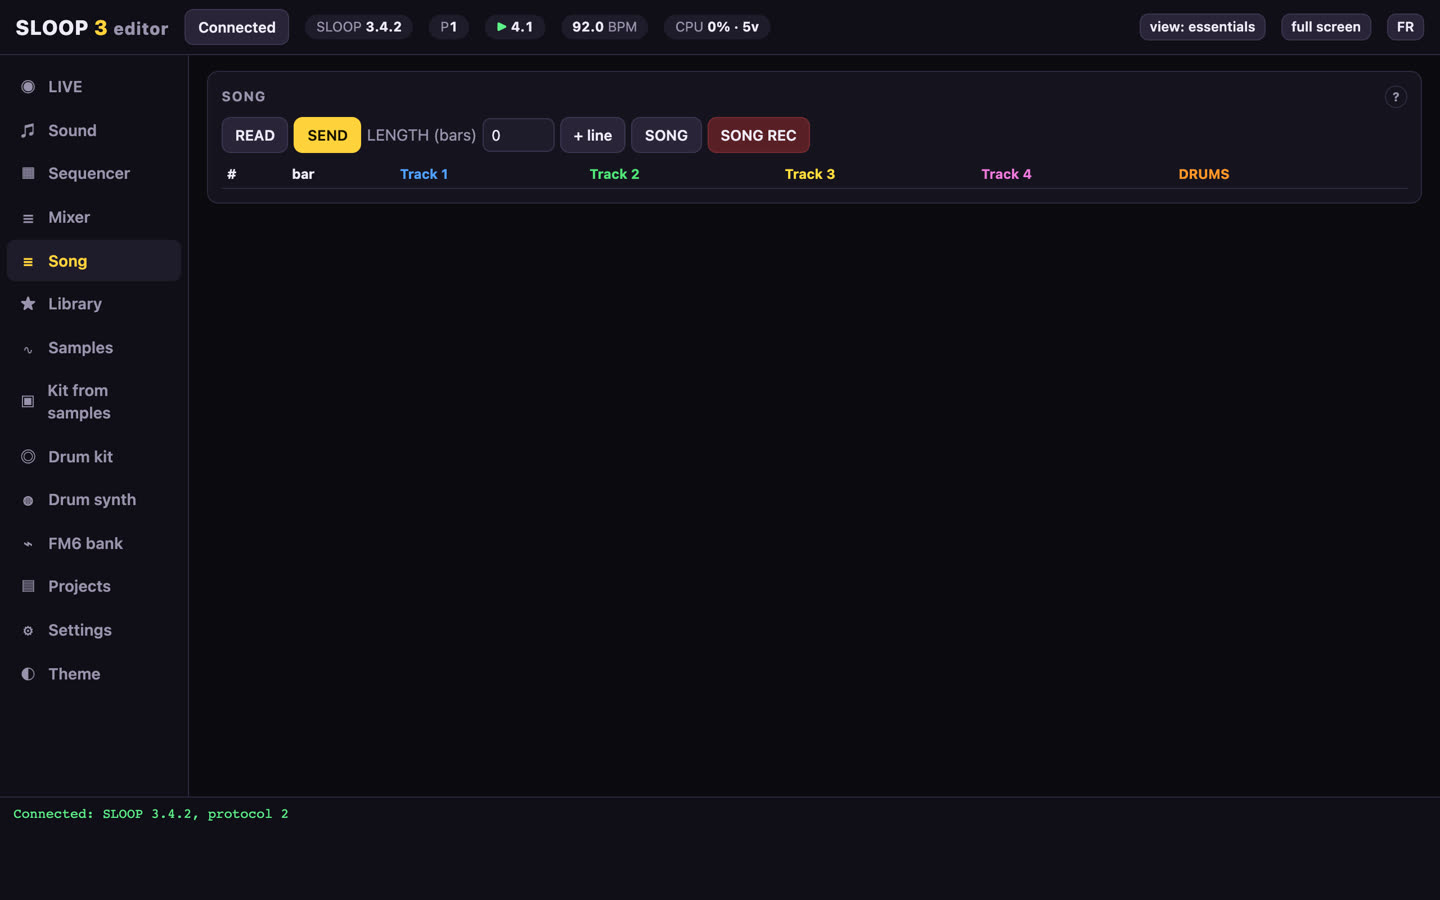 SLOOP 3 editor Connected SLOOP 3.4.2 P1 ▶ 4.1 92.0 BPM CPU 0% · 5v view: essentials full screen FR
LIVE
Sound
Sequencer
Mixer
Song
Library
Samples
Kit from
samples
Drum kit
Drum synth
FM6 bank
Projects
Settings
Theme
SONG ?
READ SEND LENGTH (bars) 0 + line SONG SONG REC
# bar Track 1 Track 2 Track 3 Track 4 DRUMS
Connected: SLOOP 3.4.2, protocol 2